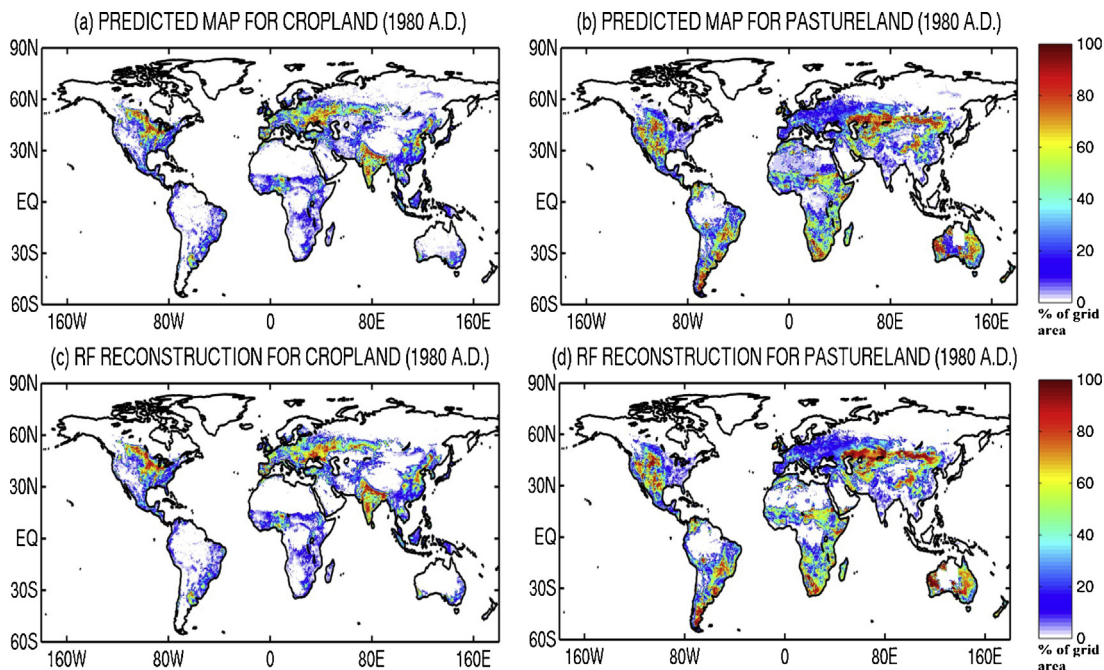 (a) PREDICTED MAP FOR CROPLAND (1980 A.D.)
(b) PREDICTED MAP FOR PASTURELAND (1980 A.D.)
90N
60N
30N
EQ
30S
60S
160W 80W 0 80E 160E
90N
60N
30N
EQ
30S
60S
160W 80W 0 80E 160E
100
80
60
40
20
0
% of grid
area
(c) RF RECONSTRUCTION FOR CROPLAND (1980 A.D.)
(d) RF RECONSTRUCTION FOR PASTURELAND (1980 A.D.)
90N
60N
30N
EQ
30S
60S
160W 80W 0 80E 160E
90N
60N
30N
EQ
30S
60S
160W 80W 0 80E 160E
100
80
60
40
20
0
% of grid
area